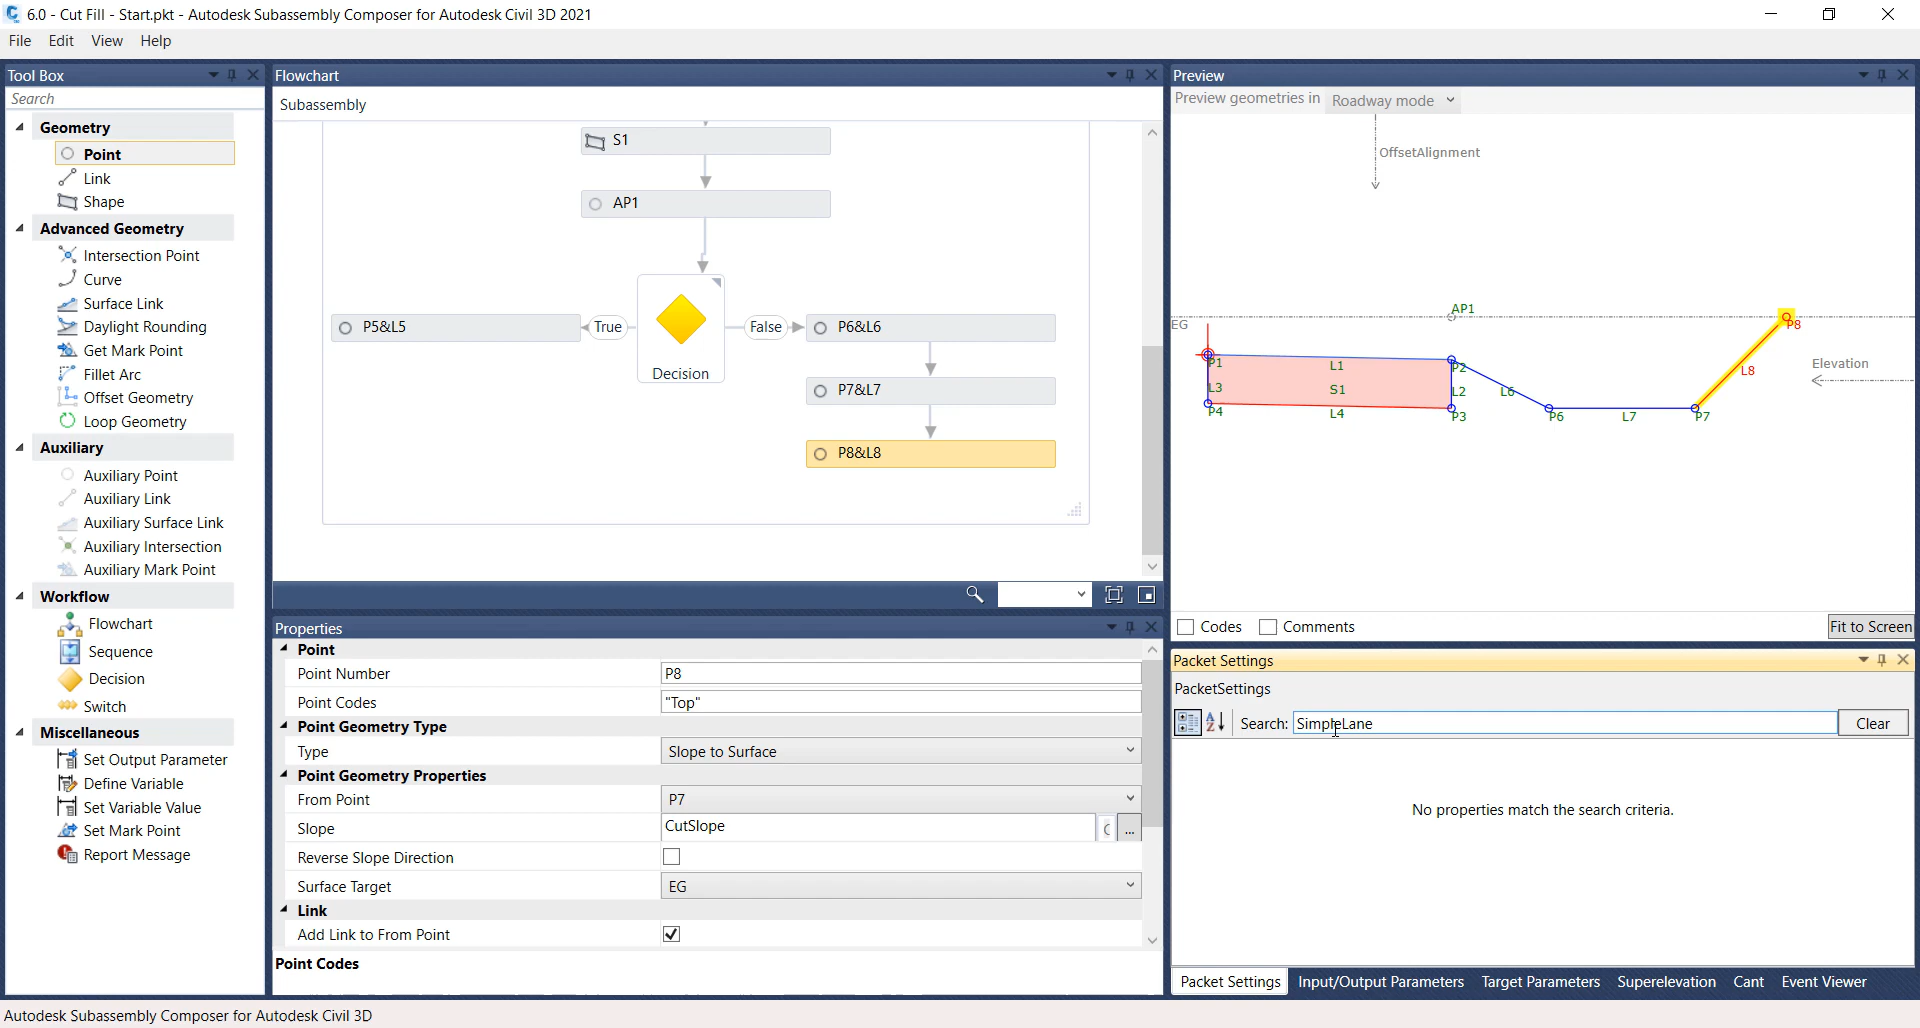 6.0 - Cut Fill - Start.pkt - Autodesk Subassembly Composer for Autodesk Civil 3D 2021
File Edit View Help
Tool Box
Search
Geometry
Point
Link
Shape
Advanced Geometry
Intersection Point
Curve
Surface Link
Daylight Rounding
Get Mark Point
Fillet Arc
Offset Geometry
Loop Geometry
Auxiliary
Auxiliary Point
Auxiliary Link
Auxiliary Surface Link
Auxiliary Intersection
Auxiliary Mark Point
Workflow
Flowchart
Sequence
Decision
Switch
Miscellaneous
Set Output Parameter
Define Variable
Set Variable Value
Set Mark Point
Report Message
Flowchart
Subassembly
S1
AP1
P5&L5 True False P6&L6
Decision
P7&L7
P8&L8
Properties
Point
Point Number P8
Point Codes "Top"
Point Geometry Type
Type Slope to Surface
Point Geometry Properties
From Point P7
Slope CutSlope ...
Reverse Slope Direction
Surface Target EG
Link
Add Link to From Point
Point Codes
Preview
Preview geometries in Roadway mode
OffsetAlignment
AP1
EG P8
P1 L1 P2 Elevation
L3 S1 L2 L6 L8
P4 L4 P3 P6 L7 P7
Codes Comments Fit to Screen
Packet Settings
PacketSettings
Search: SimpleLane Clear
No properties match the search criteria.
Packet Settings Input/Output Parameters Target Parameters Superelevation Cant Event Viewer
Autodesk Subassembly Composer for Autodesk Civil 3D